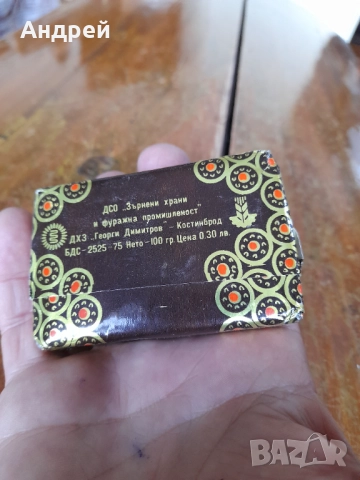 Андрей
ДСО „Зърнени храни
и фуражна промишленост"
ДХЗ „Георги Димитров" - Костинброд
БДС-2525-75 Нето-100 гр. Цена 0.30 лв.
BAZAR